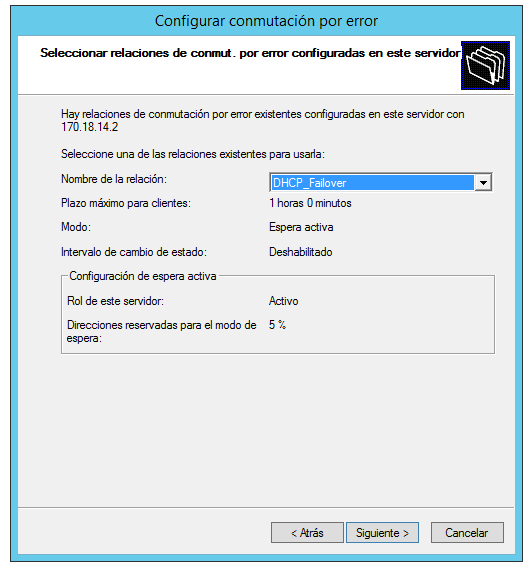 Configurar conmutación por error
Seleccionar relaciones de conmut. por error configuradas en este servidor
Hay relaciones de conmutación por error existentes configuradas en este servidor con
170.18.14.2
Seleccione una de las relaciones existentes para usarla:
Nombre de la relación: DHCP_Failover
Plazo máximo para clientes: 1 horas 0 minutos
Modo: Espera activa
Intervalo de cambio de estado: Deshabilitado
Configuración de espera activa
Rol de este servidor: Activo
Direcciones reservadas para el modo de 5 %
espera:
< Atrás Siguiente > Cancelar